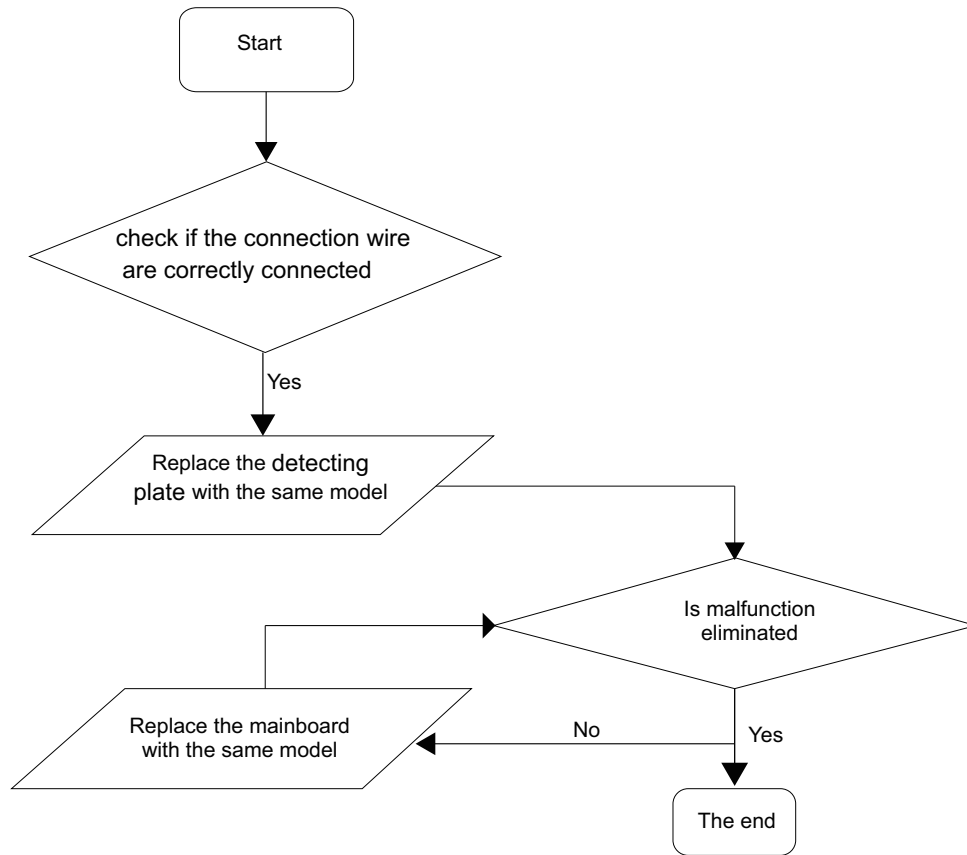 Start
check if the connection wire
are correctly connected
Yes
Replace the detecting
plate with the same model
Is malfunction
eliminated
Replace the mainboard
with the same model
No
Yes
The end